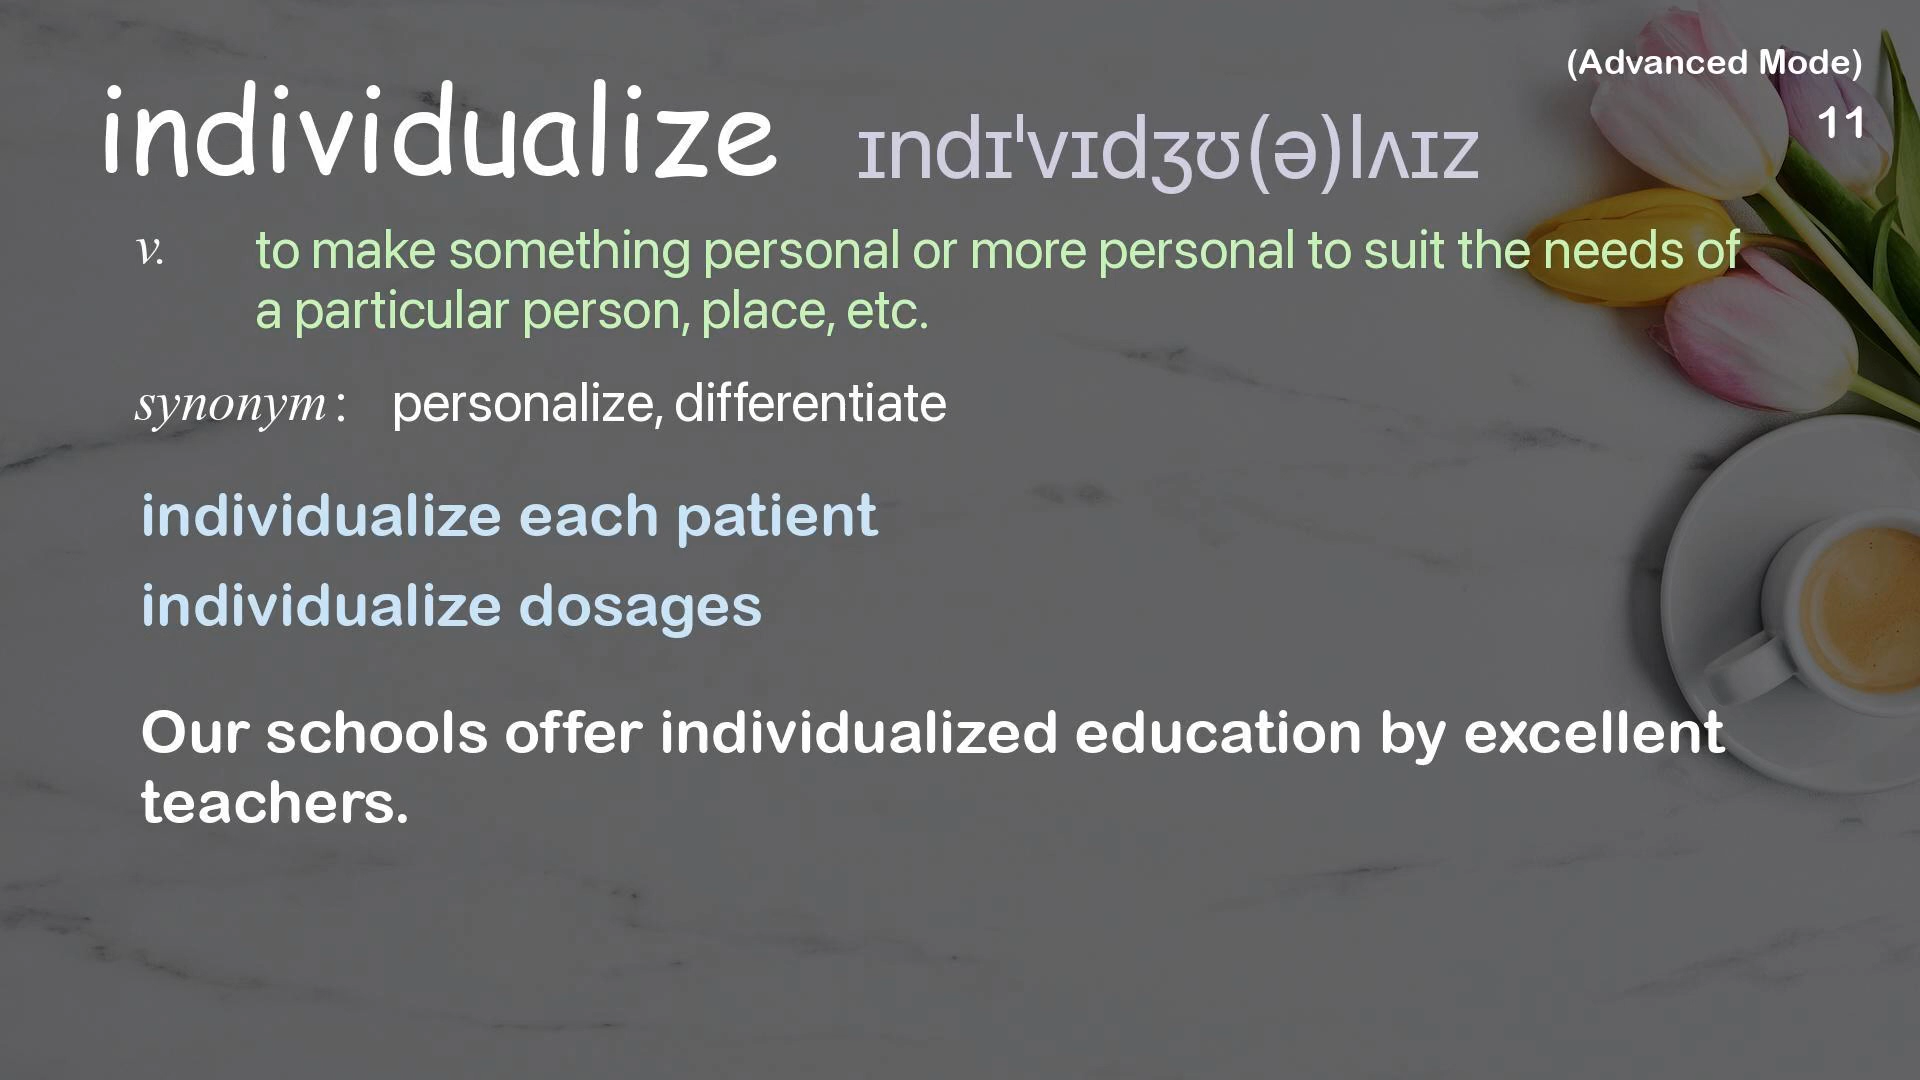 (Advanced Mode)
individualize ɪndɪˈvɪdʒʊ(ə)lʌɪz
11
v. to make something personal or more personal to suit the needs of
a particular person, place, etc.
synonym: personalize, differentiate
individualize each patient
individualize dosages
Our schools offer individualized education by excellent
teachers.